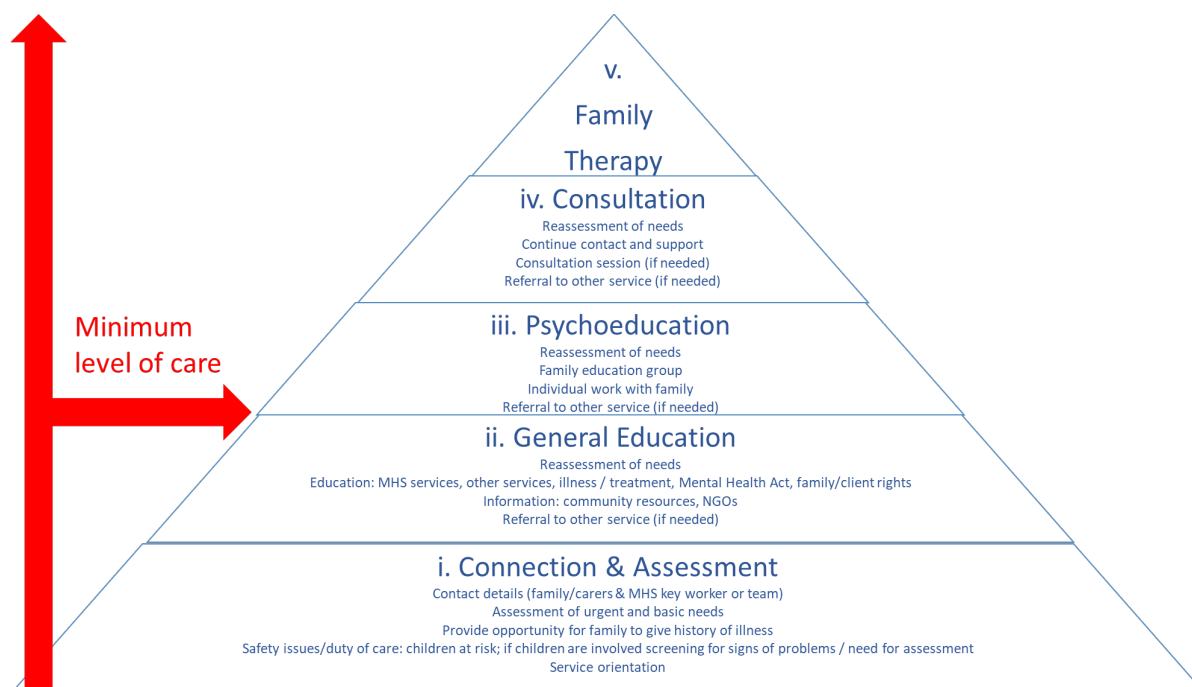 v.
Family
Therapy
iv. Consultation
Reassessment of needs
Continue contact and support
Consultation session (if needed)
Referral to other service (if needed)
Minimum
level of care
iii. Psychoeducation
Reassessment of needs
Family education group
Individual work with family
Referral to other service (if needed)
ii. General Education
Reassessment of needs
Education: MHS services, other services, illness / treatment, Mental Health Act, family/client rights
Information: community resources, NGOs
Referral to other service (if needed)
i. Connection & Assessment
Contact details (family/carers & MHS key worker or team)
Assessment of urgent and basic needs
Provide opportunity for family to give history of illness
Safety issues/duty of care: children at risk; if children are involved screening for signs of problems / need for assessment
Service orientation